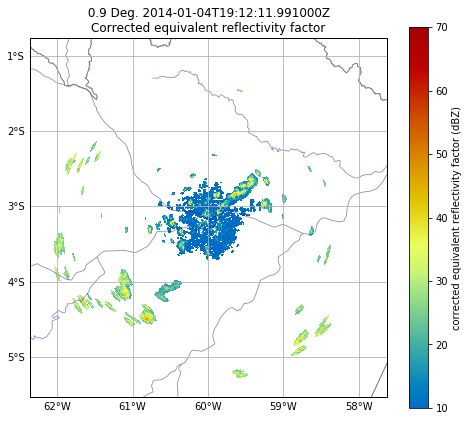 0.9 Deg. 2014-01-04T19:12:11.991000Z
Corrected equivalent reflectivity factor
1°S
2°S
3°S
4°S
5°S
62°W 61°W 60°W 59°W 58°W
70
60
50
40
30
20
10
corrected equivalent reflectivity factor (dBZ)